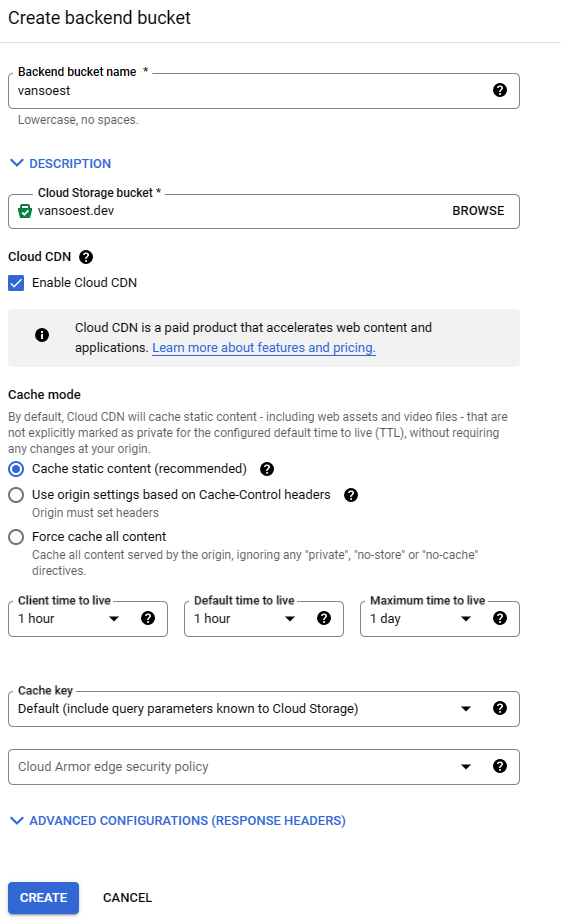 Create backend bucket
Backend bucket name *
vansoest
Lowercase, no spaces.
DESCRIPTION
Cloud Storage bucket *
vansoest.dev
BROWSE
Cloud CDN
Enable Cloud CDN
Cloud CDN is a paid product that accelerates web content and
applications. Learn more about features and pricing.
Cache mode
By default, Cloud CDN will cache static content - including web assets and video files - that are
not explicitly marked as private for the configured default time to live (TTL), without requiring
any changes at your origin.
Cache static content (recommended)
Use origin settings based on Cache-Control headers
Origin must set headers
Force cache all content
Cache all content served by the origin, ignoring any "private", "no-store" or "no-cache"
directives.
Client time to live
1 hour
Default time to live
1 hour
Maximum time to live
1 day
Cache key
Default (include query parameters known to Cloud Storage)
Cloud Armor edge security policy
ADVANCED CONFIGURATIONS (RESPONSE HEADERS)
CREATE
CANCEL